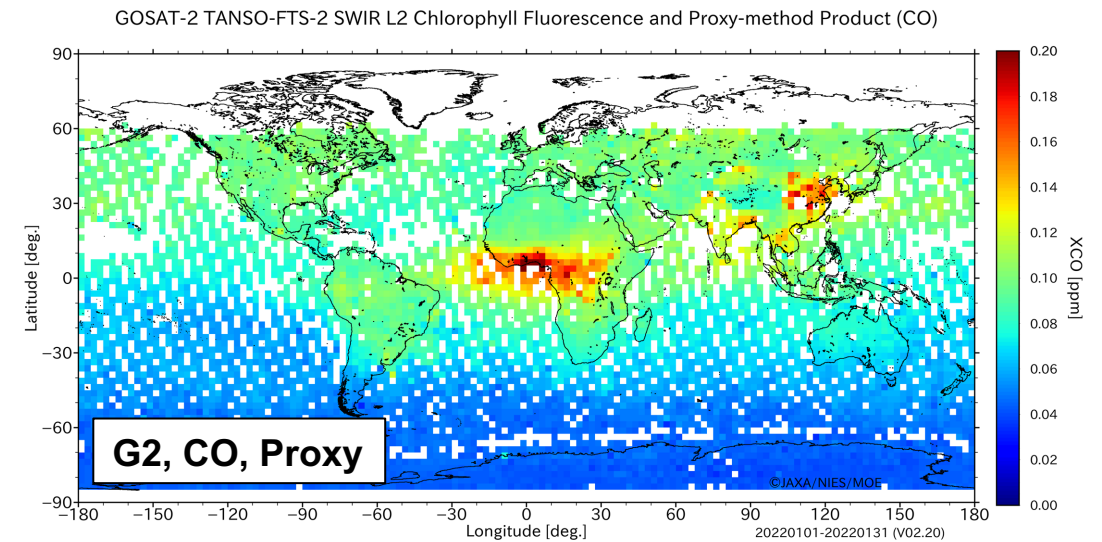 GOSAT-2 TANSO-FTS-2 SWIR L2 Chlorophyll Fluorescence and Proxy-method Product (CO)
90
60
30
0
−30
−60
−90
Latitude [deg.]
G2, CO, Proxy
©JAXA/NIES/MOE
−180 −150 −120 −90 −60 −30 0 30 60 90 120 150 180
Longitude [deg.]
20220101-20220131 (V02.20)
0.20
0.18
0.16
0.14
0.12
0.10
0.08
0.06
0.04
0.02
0.00
XCO [ppm]